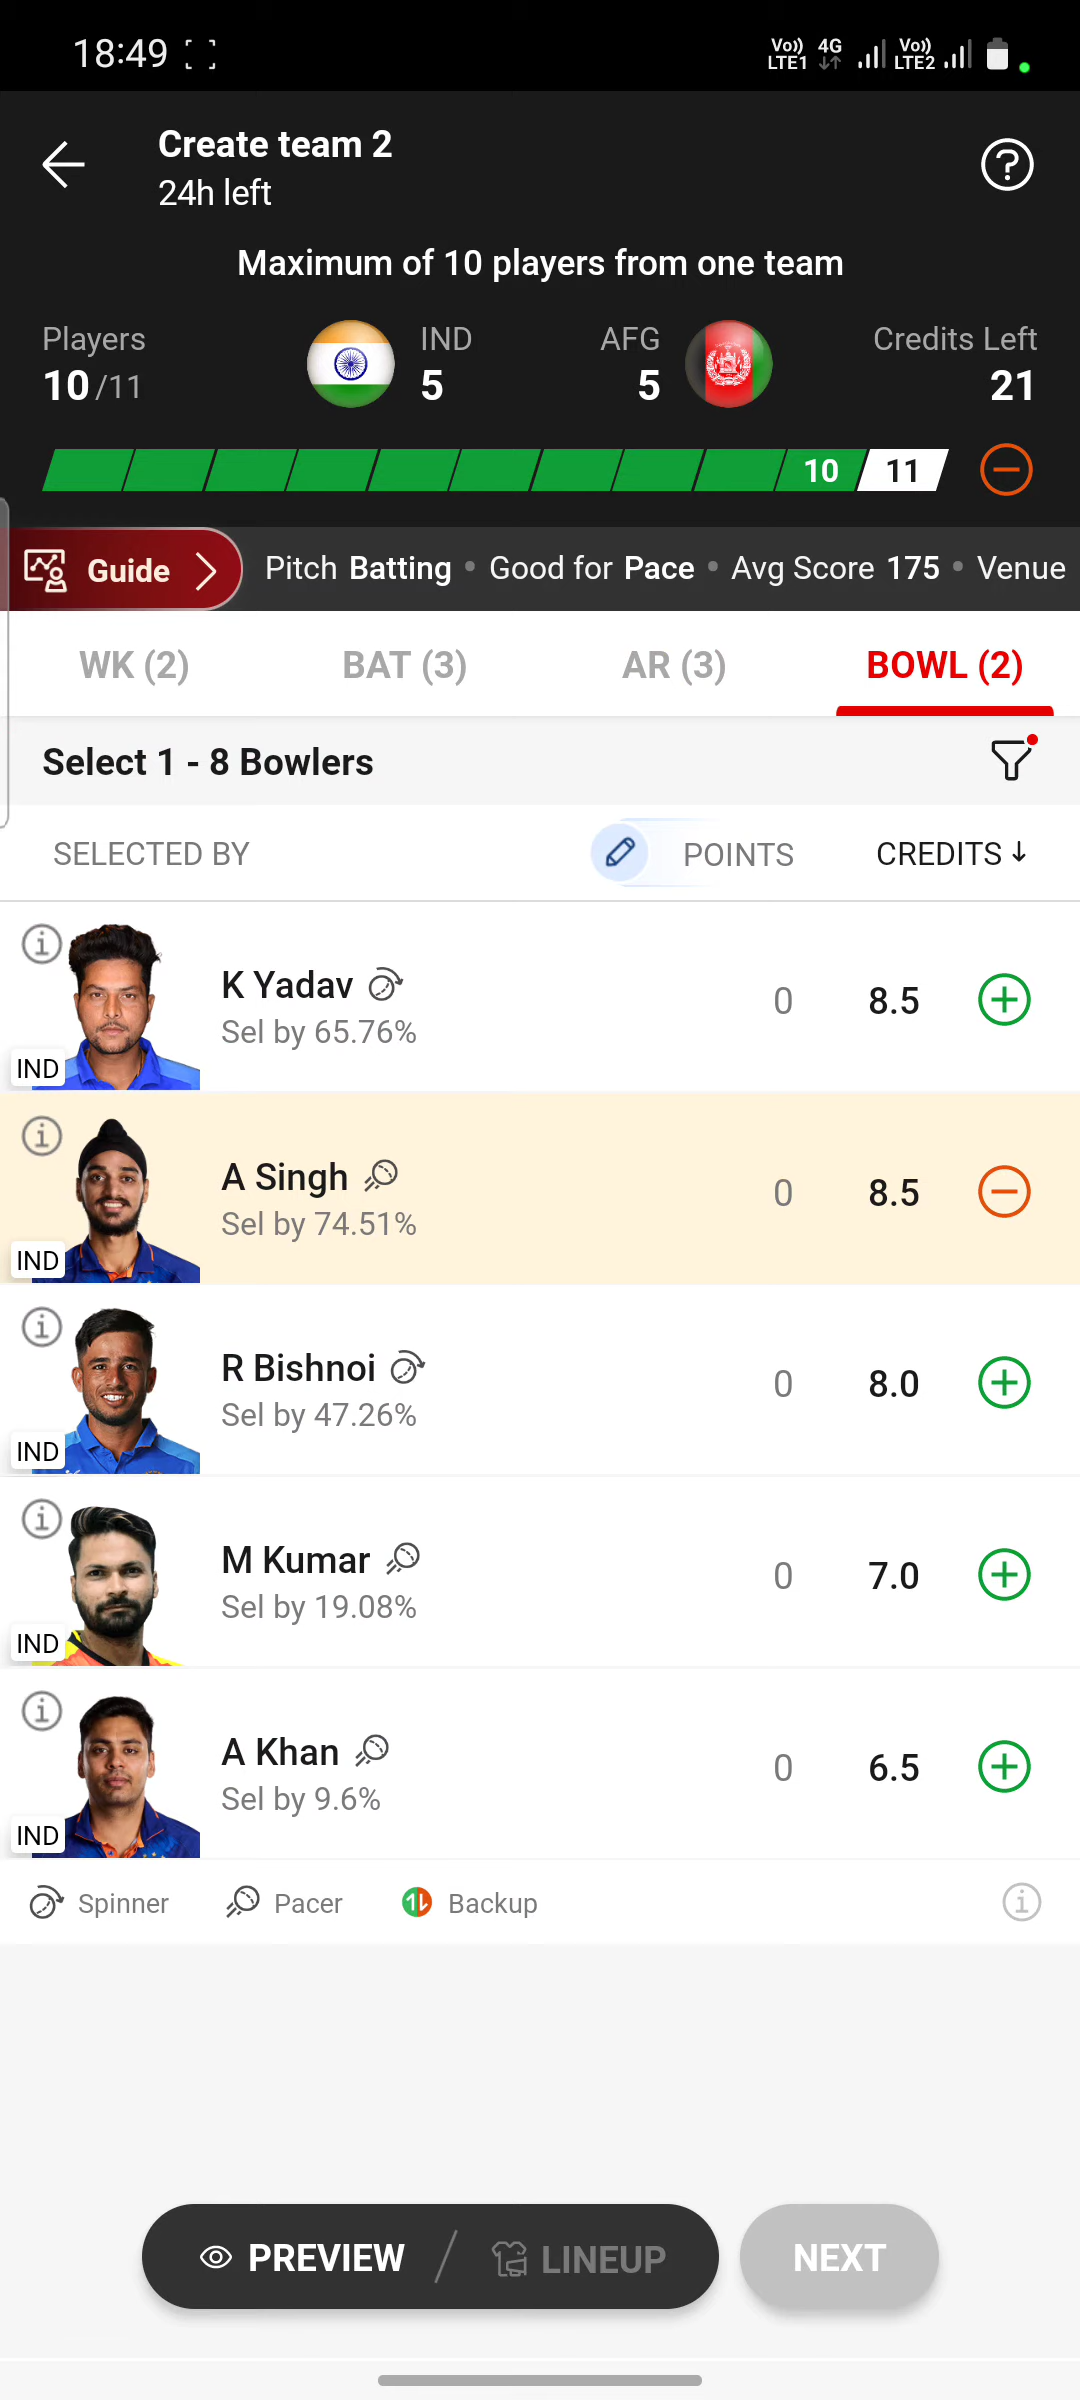 18:49
Vo)) LTE1 4G Vo)) LTE2
Create team 2
24h left
Maximum of 10 players from one team
Players IND AFG Credits Left
10/11 5 5 21
10 11
Guide Pitch Batting • Good for Pace • Avg Score 175 • Venue
WK (2) BAT (3) AR (3) BOWL (2)
Select 1 - 8 Bowlers
SELECTED BY POINTS CREDITS ↓
K Yadav
Sel by 65.76%
0 8.5
IND
A Singh
Sel by 74.51%
0 8.5
IND
R Bishnoi
Sel by 47.26%
0 8.0
IND
M Kumar
Sel by 19.08%
0 7.0
IND
A Khan
Sel by 9.6%
0 6.5
IND
Spinner Pacer Backup
PREVIEW / LINEUP NEXT